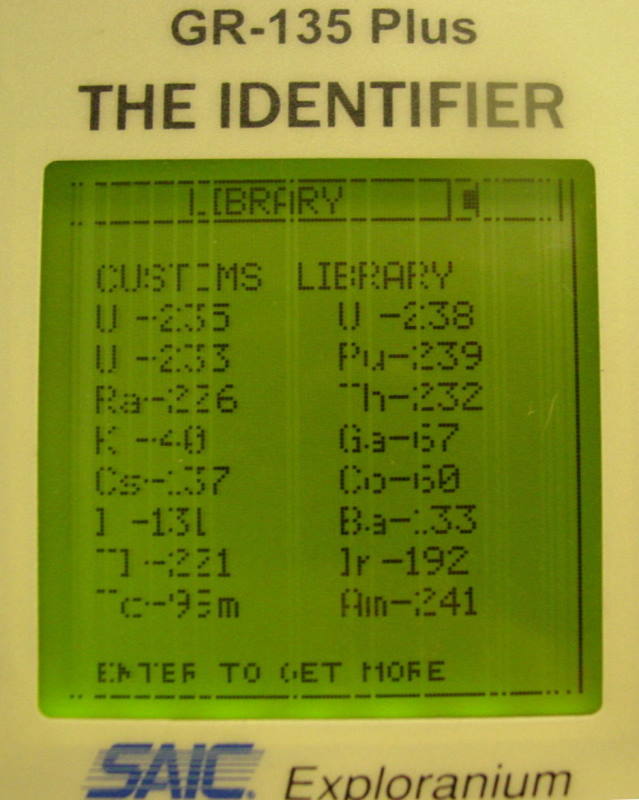 GR-135 Plus
THE IDENTIFIER
LIBRARY
CUSTOMS LIBRARY
U -235 U -238
U -233 Pu-239
Ra-226 Th-232
K -40 Ga-67
Cs-137 Co-60
I -131 Ba-133
Tl-221 Ir-192
Tc-99m Am-241
ENTER TO GET MORE
SAIC Exploranium